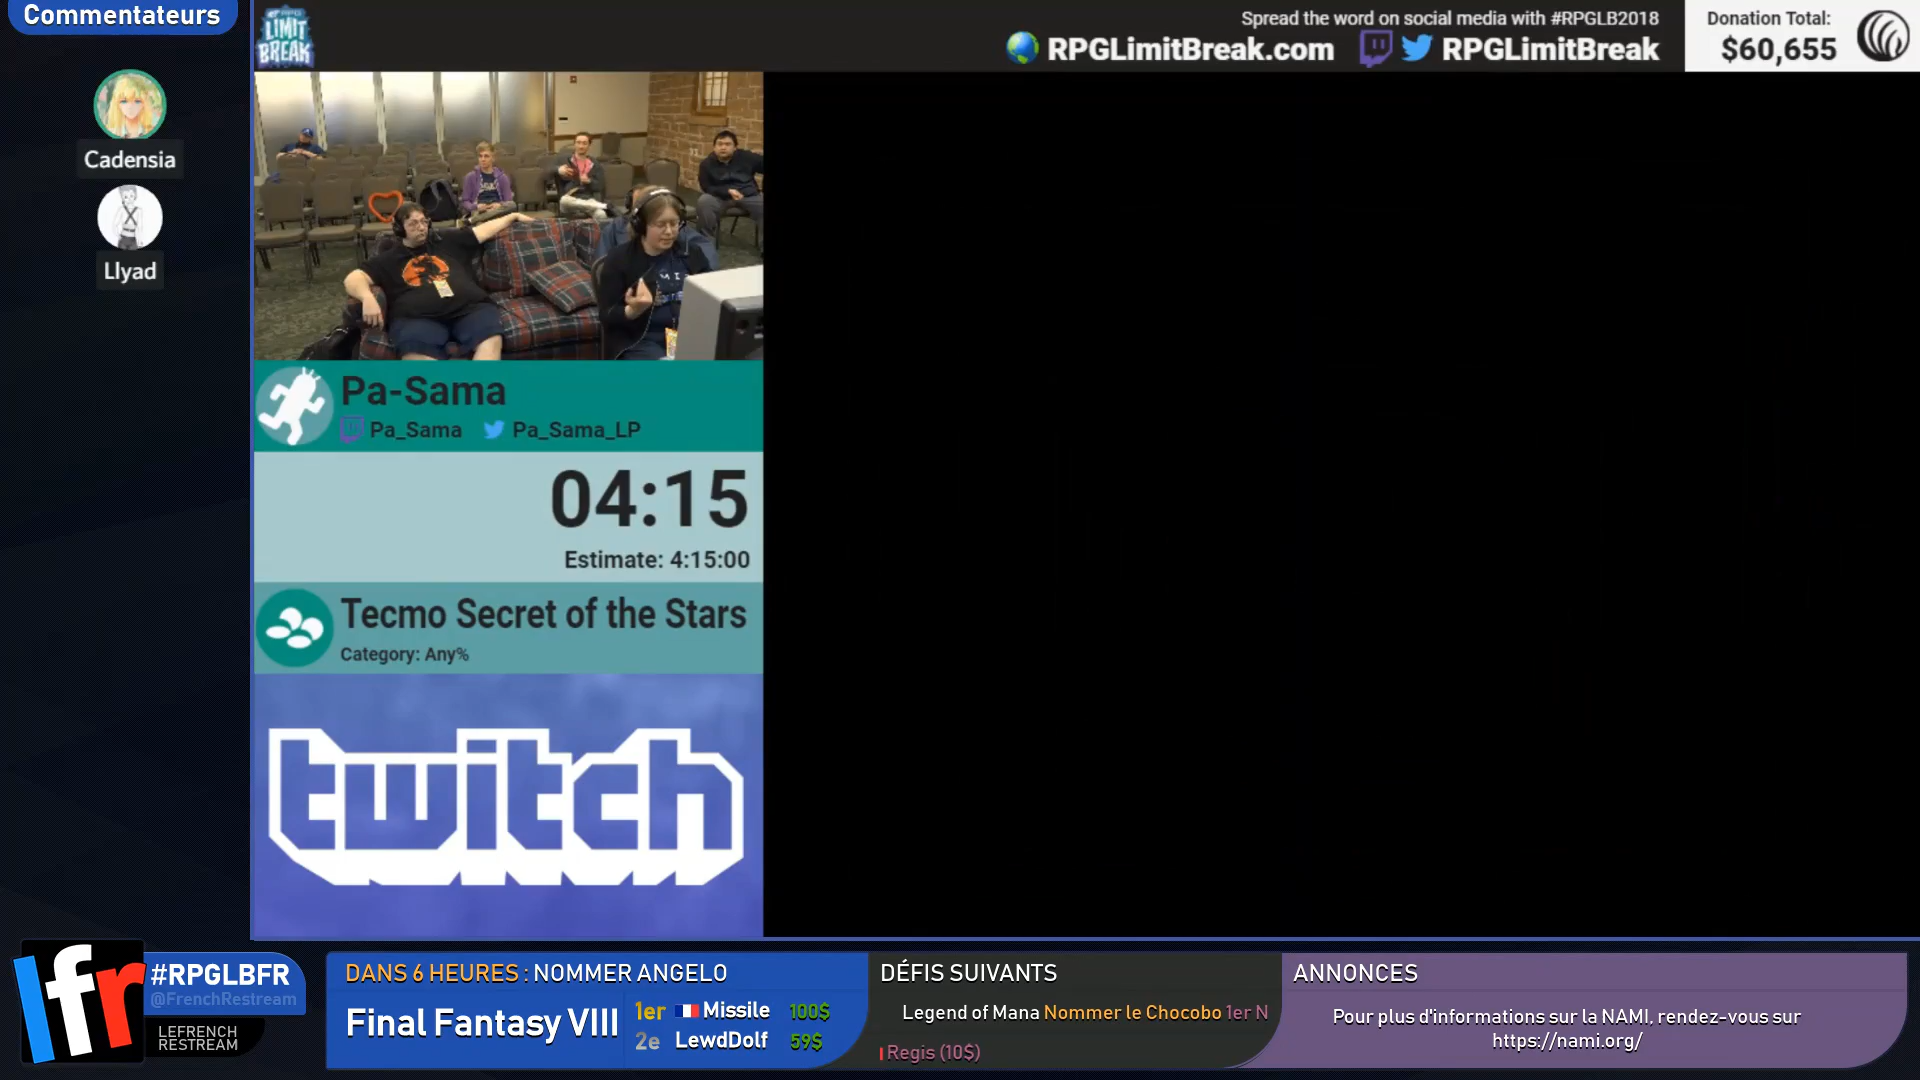 Commentateurs
Cadensia
Llyad
LIMIT
BREAK
Spread the word on social media with #RPGLB2018
RPGLimitBreak.com
RPGLimitBreak
Donation Total:
$60,655
Pa-Sama
Pa_Sama
Pa_Sama_LP
04:15
Estimate: 4:15:00
Tecmo Secret of the Stars
Category: Any%
twitch
lfr
#RPGLBFR
@FrenchRestream
LEFRENCH
RESTREAM
DANS 6 HEURES : NOMMER ANGELO
Final Fantasy VIII
1er Missile 100$
2e LewdDolf 59$
DÉFIS SUIVANTS
Legend of Mana Nommer le Chocobo 1er N
Regis (10$)
ANNONCES
Pour plus d'informations sur la NAMI, rendez-vous sur
https://nami.org/